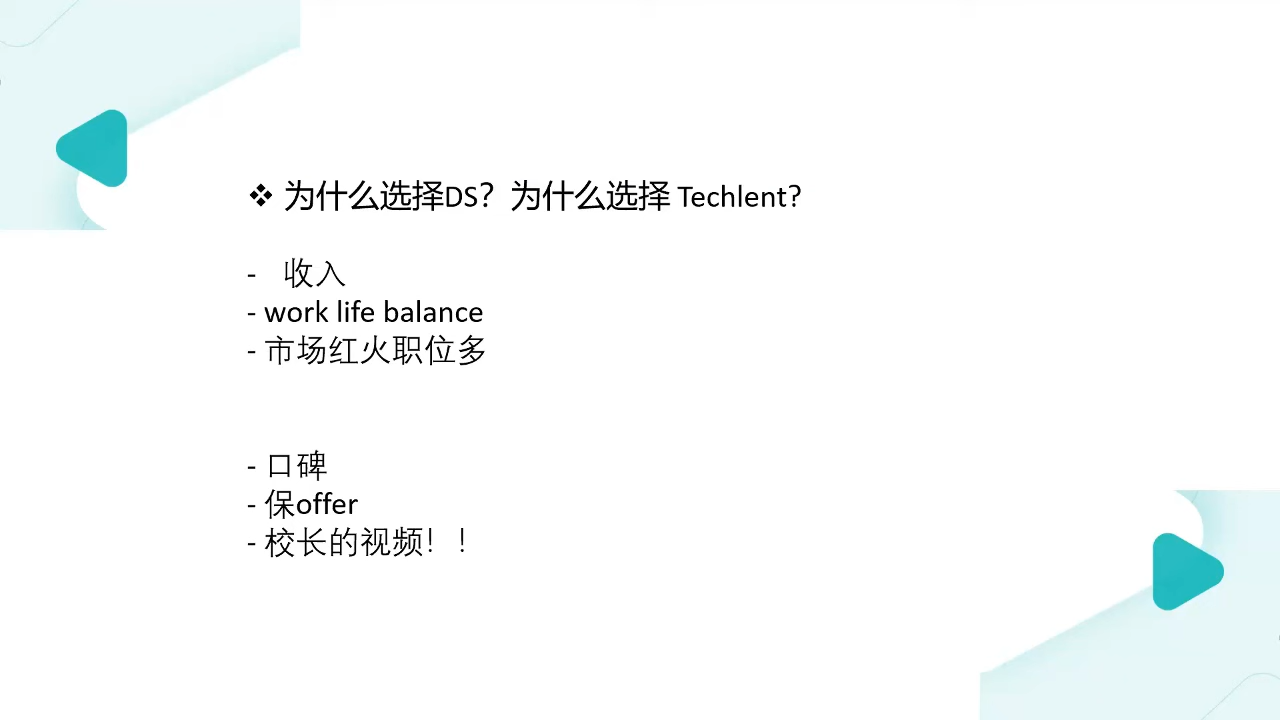 ❖ 为什么选择DS？为什么选择 Techlent?
- 收入
- work life balance
- 市场红火职位多
- 口碑
- 保offer
- 校长的视频！！